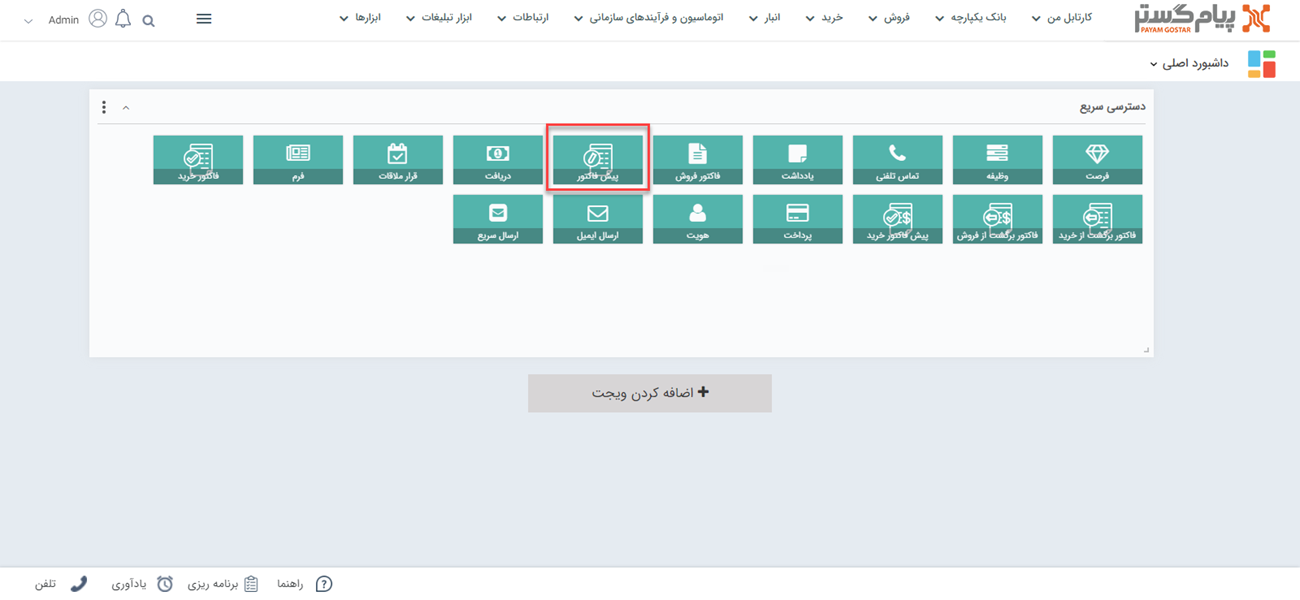 پیام گستر
PAYAM GOSTAR
کارتابل من
بانک یکپارچه
فروش
خرید
انبار
اتوماسیون و فرآیندهای سازمانی
ارتباطات
ابزار تبلیغات
ابزارها
Admin
داشبورد اصلی
دسترسی سریع
فرصت
وظیفه
تماس تلفنی
یادداشت
فاکتور فروش
پیش فاکتور
دریافت
قرار ملاقات
فرم
فاکتور خرید
فاکتور برگشت از خرید
فاکتور برگشت از فروش
پیش فاکتور خرید
پرداخت
هویت
ارسال ایمیل
ارسال سریع
اضافه کردن ویجت
راهنما
برنامه ریزی
یادآوری
تلفن